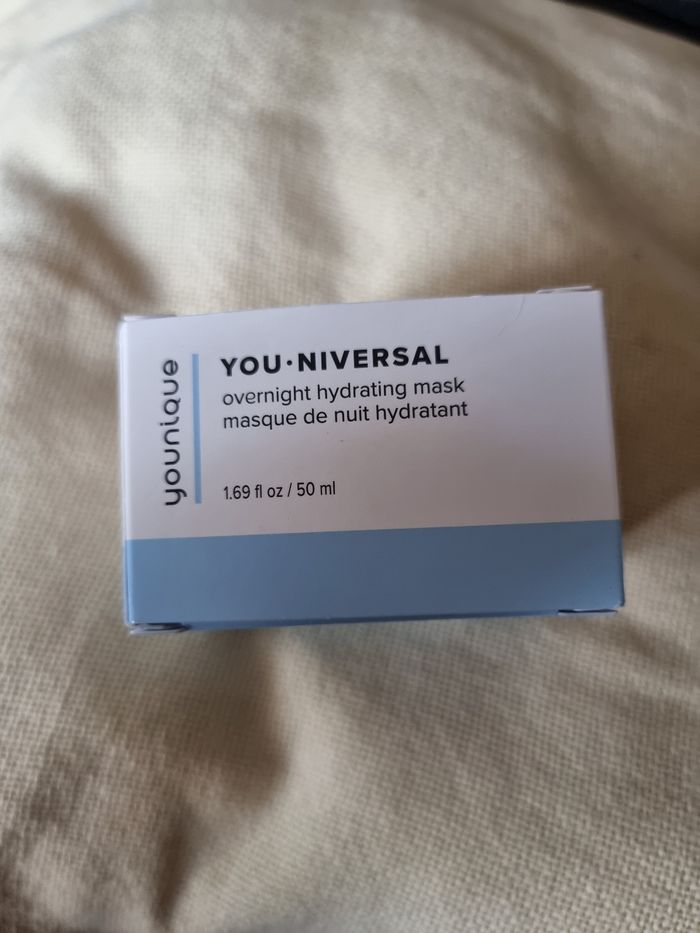 younique
YOU·NIVERSAL
overnight hydrating mask
masque de nuit hydratant
1.69 fl oz / 50 ml